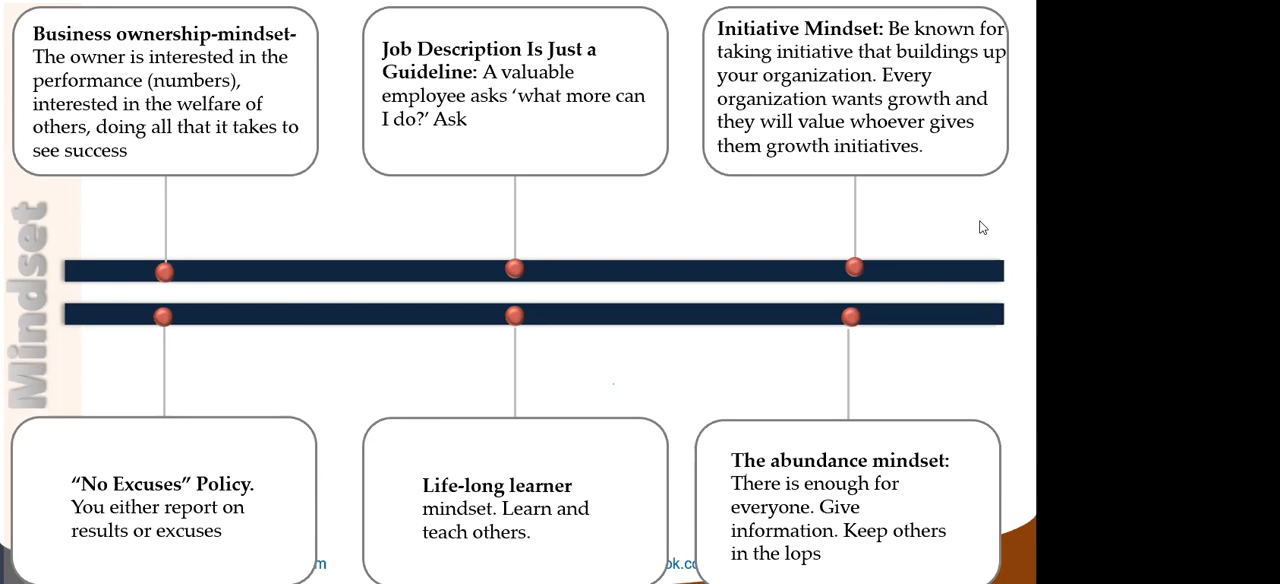 Business ownership-mindset-
The owner is interested in the
performance (numbers),
interested in the welfare of
others, doing all that it takes to
see success
Job Description Is Just a
Guideline: A valuable
employee asks ‘what more can
I do?’ Ask
Initiative Mindset: Be known for
taking initiative that buildings up
your organization. Every
organization wants growth and
they will value whoever gives
them growth initiatives.
Mindset
“No Excuses” Policy.
You either report on
results or excuses
Life-long learner
mindset. Learn and
teach others.
The abundance mindset:
There is enough for
everyone. Give
information. Keep others
in the lops